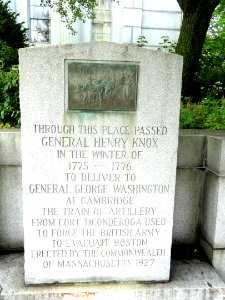 THROUGH THIS PLACE PASSED
GENERAL HENRY KNOX
IN THE WINTER OF
1775 - 1776
TO DELIVER TO
GENERAL GEORGE WASHINGTON
AT CAMBRIDGE
THE TRAIN OF ARTILLERY
FROM FORT TICONDEROGA USED
TO FORCE THE BRITISH ARMY
TO EVACUATE BOSTON
ERECTED BY THE COMMONWEALTH
OF MASSACHUSETTS 1927